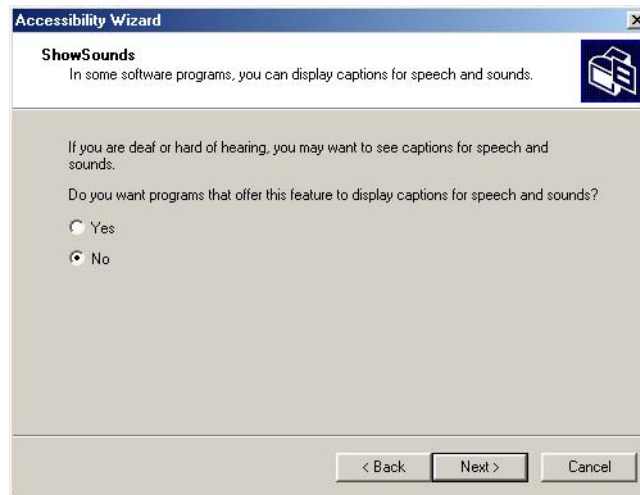 Accessibility Wizard
ShowSounds
In some software programs, you can display captions for speech and sounds.
If you are deaf or hard of hearing, you may want to see captions for speech and
sounds.
Do you want programs that offer this feature to display captions for speech and sounds?
Yes
No
< Back Next > Cancel